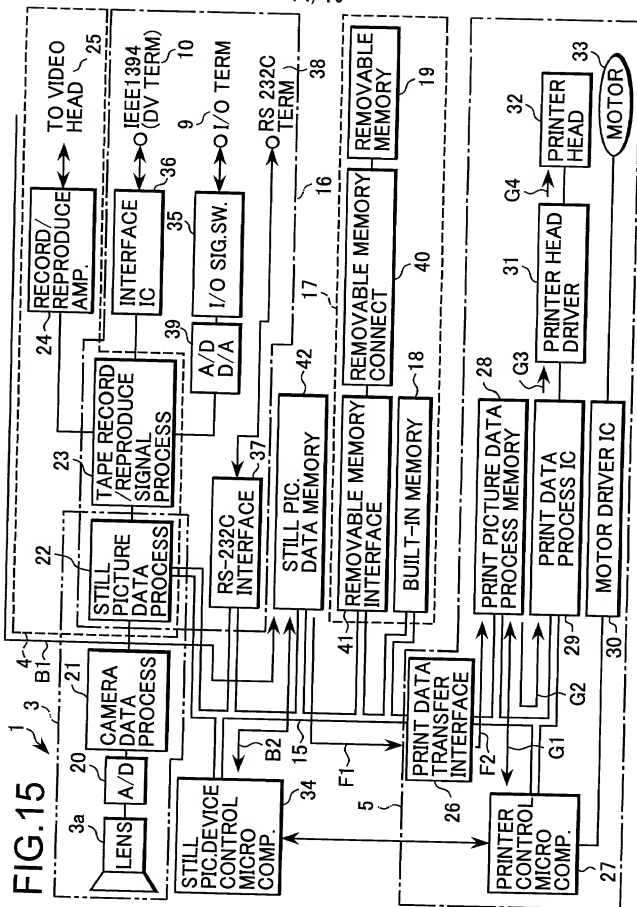 FIG.15
1
3
4
B1
3a
LENS
20
A/D
21
CAMERA DATA
PROCESS
22
STILL
PICTURE DATA
PROCESS
23
TAPE RECORD
/REPRODUCE
SIGNAL
PROCESS
24
RECORD/
REPRODUCE
AMP.
TO VIDEO
HEAD
25
36
INTERFACE
IC
IEEE1394
(DV TERM)
10
39
A/D
D/A
35
I/O SIG.SW.
9
I/O TERM
RS 232C
TERM
38
16
RS-232C
INTERFACE
37
STILL PIC.
DATA MEMORY
42
17
41
REMOVABLE MEMORY
INTERFACE
REMOVABLE MEMORY
CONNECT
40
REMOVABLE
MEMORY
19
BUILT-IN MEMORY
18
STILL
PIC.DEVICE
CONTROL
MICRO
COMP.
34
B2
15
F1
5
PRINT DATA
TRANSFER
INTERFACE
26
F2
G1
G2
PRINTER
CONTROL
MICRO
COMP.
27
PRINT PICTURE DATA
PROCESS MEMORY
28
PRINT DATA
PROCESS IC
29
MOTOR DRIVER IC
30
G3
PRINTER HEAD
DRIVER
31
G4
PRINTER
HEAD
32
MOTOR
33